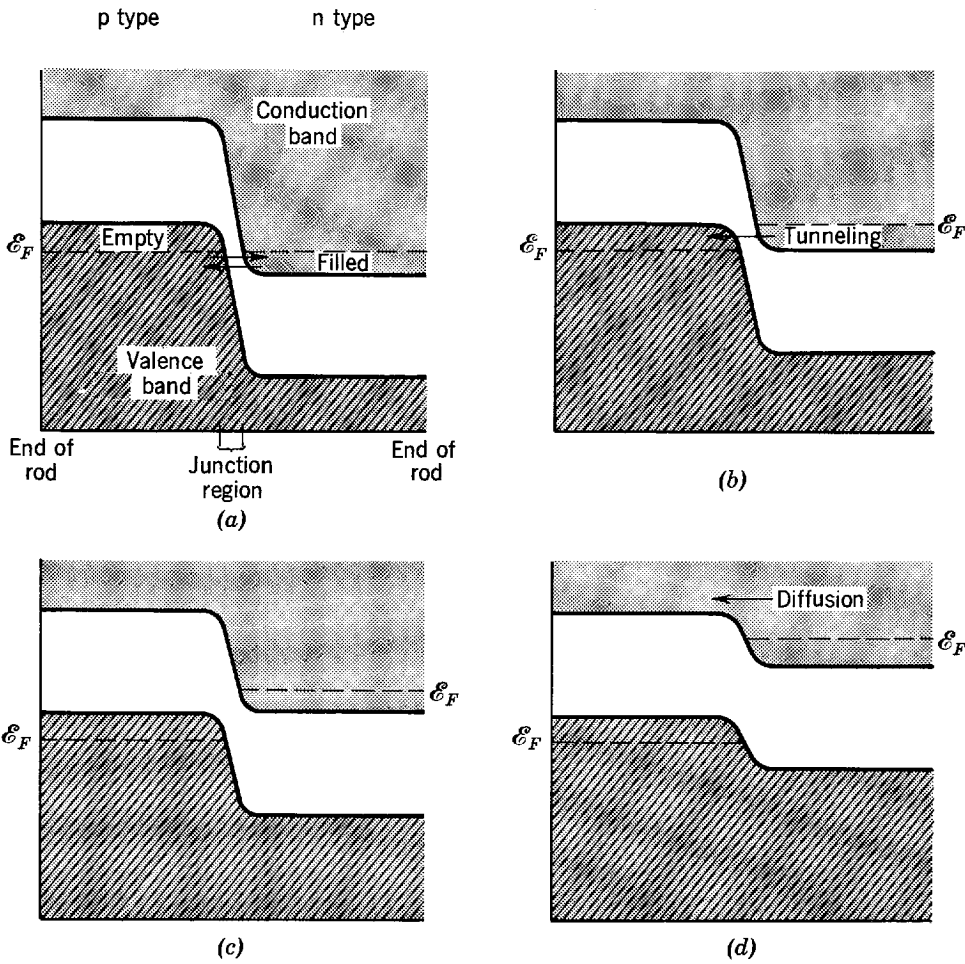 p type
n type
Conduction
band
ℰF
Empty
Filled
Valence
band
End of
rod
Junction
region
End of
rod
(a)
ℰF
Tunneling
ℰF
(b)
ℰF
ℰF
(c)
Diffusion
ℰF
ℰF
(d)